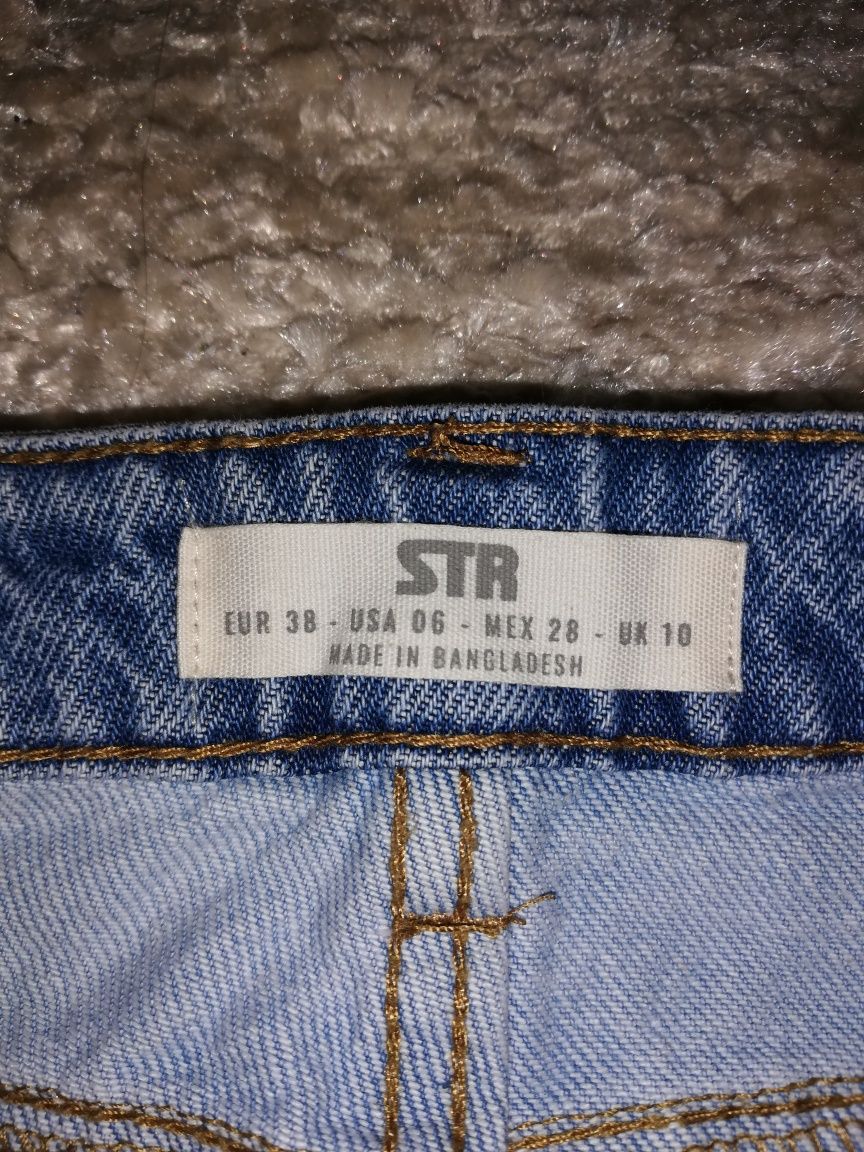 STR
EUR 38 - USA 06 - MEX 28 - UK 10
MADE IN BANGLADESH